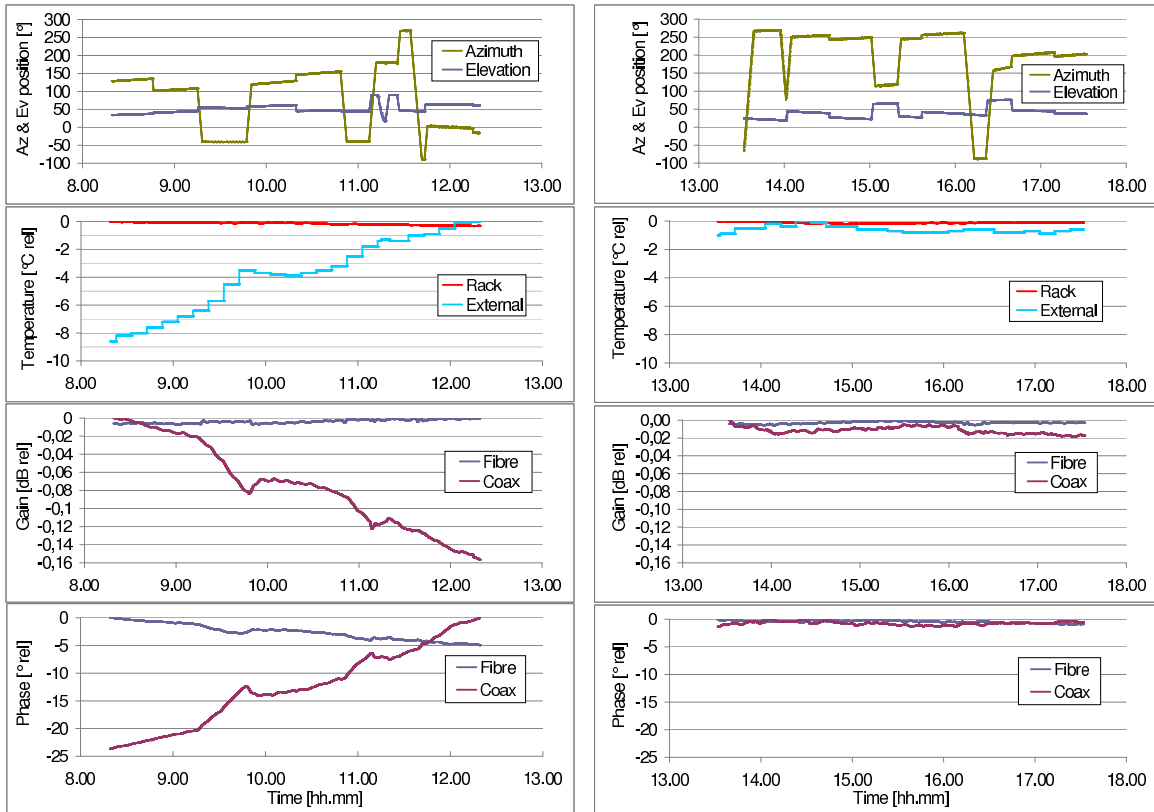 Az & Ev position [°]
300
250
200
150
100
50
0
-50
-100
Azimuth
Elevation
8.00 9.00 10.00 11.00 12.00 13.00
Az & Ev position [°]
300
250
200
150
100
50
0
-50
-100
Azimuth
Elevation
13.00 14.00 15.00 16.00 17.00 18.00
Temperature [°C rel]
0
-2
-4
-6
-8
-10
Rack
External
8.00 9.00 10.00 11.00 12.00 13.00
Temperature [°C rel]
0
-2
-4
-6
-8
-10
Rack
External
13.00 14.00 15.00 16.00 17.00 18.00
Gain [dB rel]
0
-0,02
-0,04
-0,06
-0,08
-0,1
-0,12
-0,14
-0,16
Fibre
Coax
8.00 9.00 10.00 11.00 12.00 13.00
Gain [dB rel]
0,00
-0,02
-0,04
-0,06
-0,08
-0,10
-0,12
-0,14
-0,16
Fibre
Coax
13.00 14.00 15.00 16.00 17.00 18.00
Phase [° rel]
0
-5
-10
-15
-20
-25
Fibre
Coax
8.00 9.00 10.00 11.00 12.00 13.00
Time [hh.mm]
Phase [° rel]
0
-5
-10
-15
-20
-25
Fibre
Coax
13.00 14.00 15.00 16.00 17.00 18.00
Time [hh.mm]